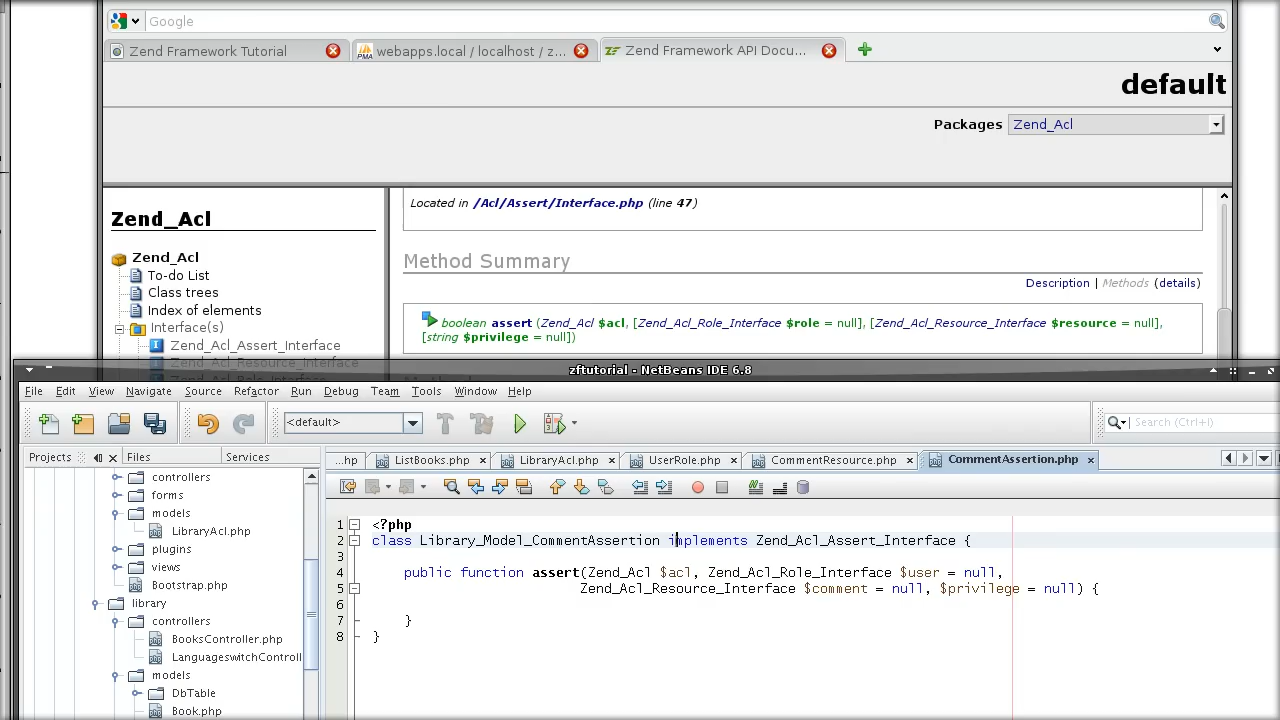 Google
Zend Framework Tutorial
webapps.local / localhost / z...
Zend Framework API Docu...
default
Packages Zend_Acl
Zend_Acl
Zend_Acl
To-do List
Class trees
Index of elements
Interface(s)
Zend_Acl_Assert_Interface
Zend_Acl_Resource_Interface
Located in /Acl/Assert/Interface.php (line 47)
Method Summary
Description | Methods (details)
boolean assert (Zend_Acl $acl, [Zend_Acl_Role_Interface $role = null], [Zend_Acl_Resource_Interface $resource = null],
[string $privilege = null])
zftutorial - NetBeans IDE 6.8
File Edit View Navigate Source Refactor Run Debug Team Tools Window Help
<default>
Search (Ctrl+I)
Projects Files Services
controllers
forms
models
LibraryAcl.php
plugins
views
Bootstrap.php
library
controllers
BooksController.php
LanguageswitchControll
models
DbTable
Book.php
...hp ListBooks.php LibraryAcl.php UserRole.php CommentResource.php CommentAssertion.php
1 <?php
2 class Library_Model_CommentAssertion implements Zend_Acl_Assert_Interface {
3
4 public function assert(Zend_Acl $acl, Zend_Acl_Role_Interface $user = null,
5 Zend_Acl_Resource_Interface $comment = null, $privilege = null) {
6
7 }
8 }